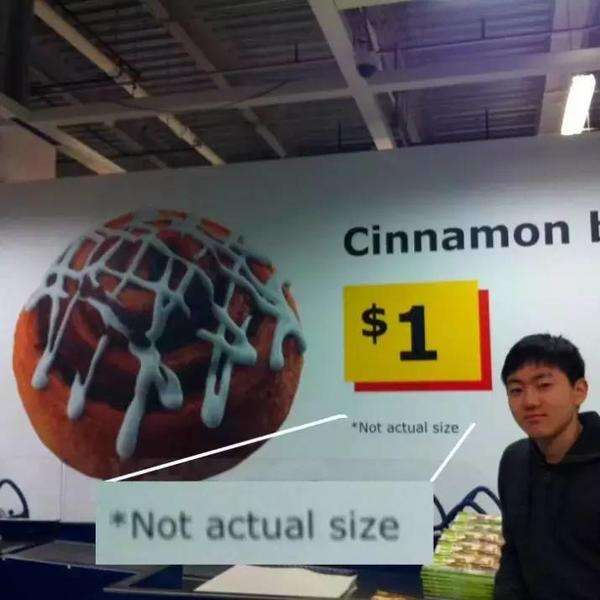 Cinnamon
$1
*Not actual size
*Not actual size